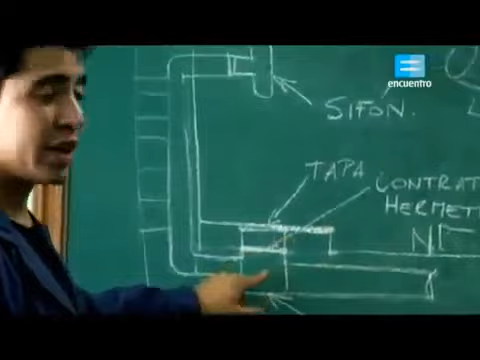 encuentro
SIFON.
TAPA
CONTRAT
HERMET